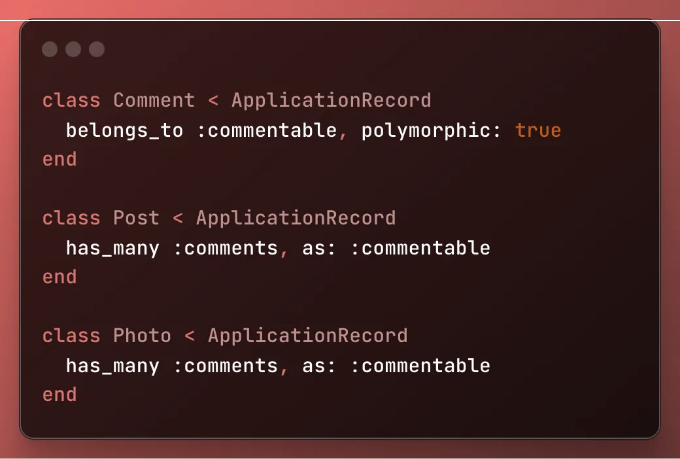 class Comment < ApplicationRecord
  belongs_to :commentable, polymorphic: true
end

class Post < ApplicationRecord
  has_many :comments, as: :commentable
end

class Photo < ApplicationRecord
  has_many :comments, as: :commentable
end